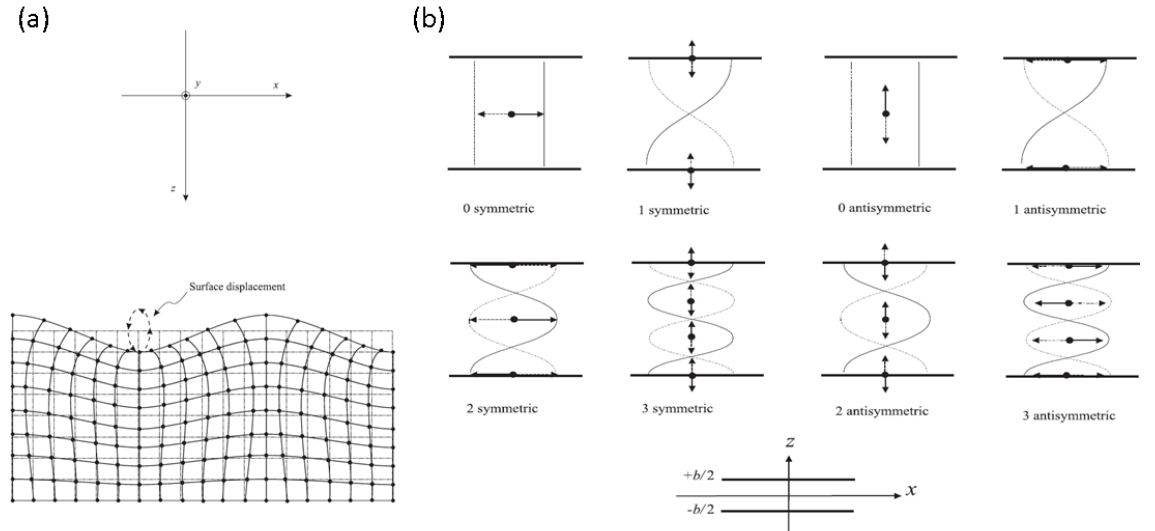 (a)
(b)
y
x
z
Surface displacement
0 symmetric
1 symmetric
0 antisymmetric
1 antisymmetric
2 symmetric
3 symmetric
2 antisymmetric
3 antisymmetric
z
+b/2
x
-b/2